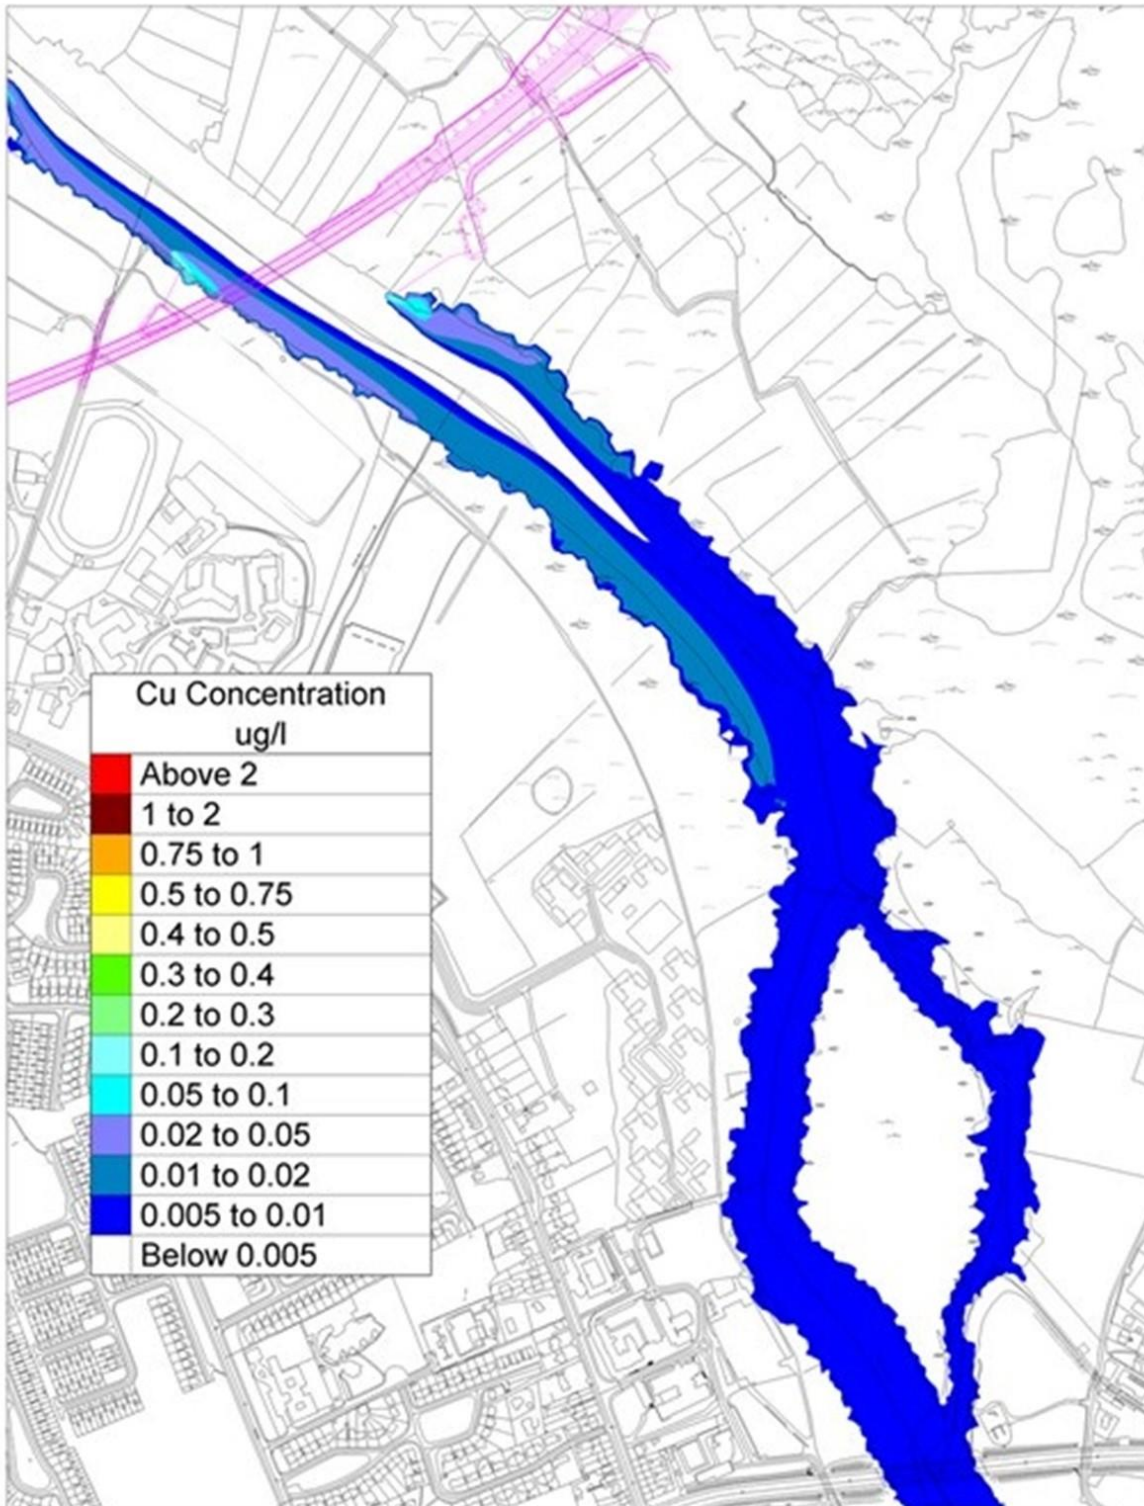 Cu Concentration
ug/l
Above 2
1 to 2
0.75 to 1
0.5 to 0.75
0.4 to 0.5
0.3 to 0.4
0.2 to 0.3
0.1 to 0.2
0.05 to 0.1
0.02 to 0.05
0.01 to 0.02
0.005 to 0.01
Below 0.005